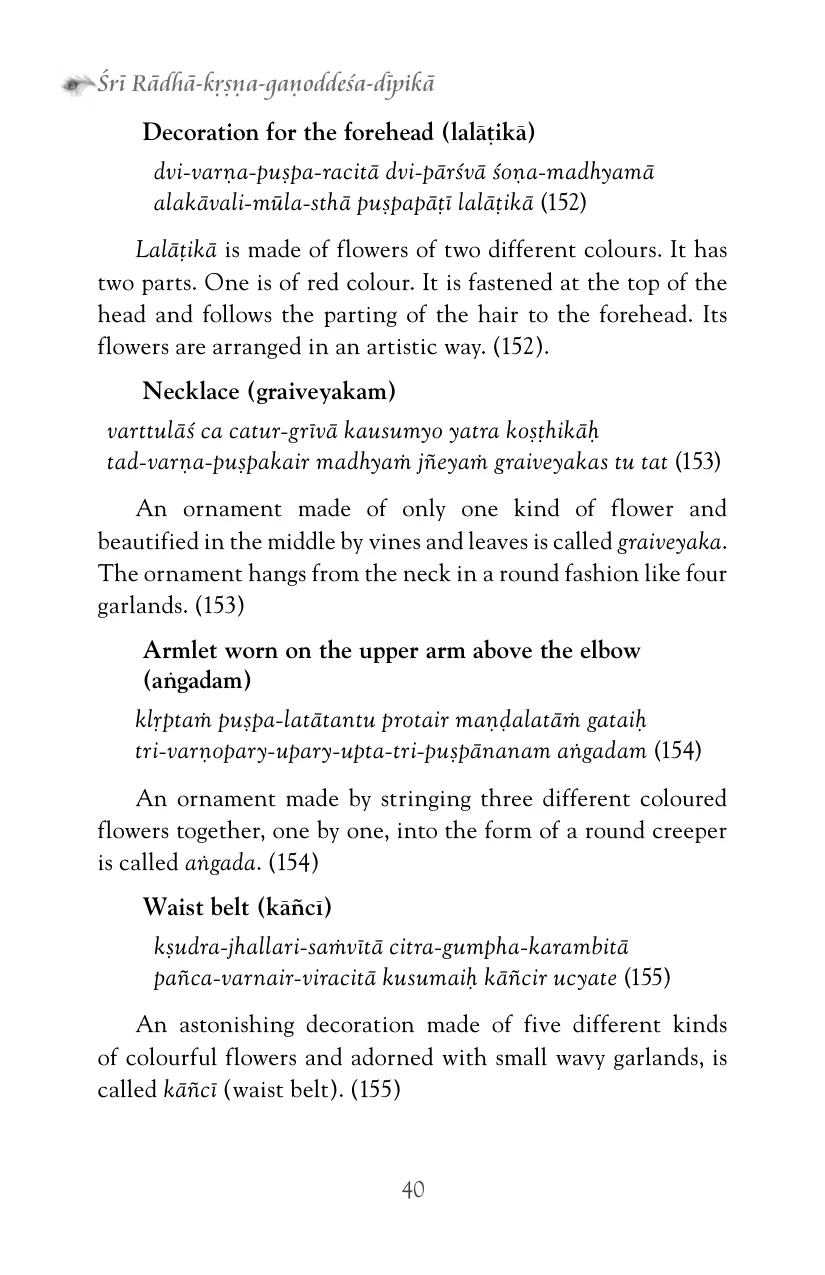 Śrī Rādhā-kṛṣṇa-gaṇoddeśa-dīpikā
Decoration for the forehead (lalāṭikā)
dvi-varṇa-puṣpa-racitā dvi-pārśvā śoṇa-madhyamā
alakāvali-mūla-sthā puṣpapāṭī lalāṭikā (152)
Lalāṭikā is made of flowers of two different colours. It has
two parts. One is of red colour. It is fastened at the top of the
head and follows the parting of the hair to the forehead. Its
flowers are arranged in an artistic way. (152).
Necklace (graiveyakam)
varttulāś ca catur-grīvā kausumyo yatra koṣṭhikāḥ
tad-varṇa-puṣpakair madhyaṁ jñeyaṁ graiveyakas tu tat (153)
An ornament made of only one kind of flower and
beautified in the middle by vines and leaves is called graiveyaka.
The ornament hangs from the neck in a round fashion like four
garlands. (153)
Armlet worn on the upper arm above the elbow
(aṅgadam)
klṛptaṁ puṣpa-latātantu protair maṇḍalatāṁ gataiḥ
tri-varṇopary-upary-upta-tri-puṣpānanam aṅgadam (154)
An ornament made by stringing three different coloured
flowers together, one by one, into the form of a round creeper
is called aṅgada. (154)
Waist belt (kāñcī)
kṣudra-jhallari-saṁvītā citra-gumpha-karambitā
pañca-varnair-viracitā kusumaiḥ kāñcir ucyate (155)
An astonishing decoration made of five different kinds
of colourful flowers and adorned with small wavy garlands, is
called kāñcī (waist belt). (155)
40